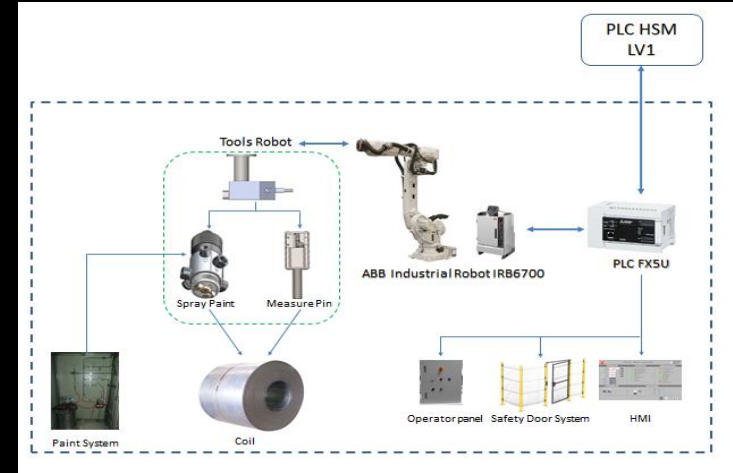 PLC HSM
LV1
Tools Robot
Spray Paint
Measure Pin
ABB Industrial Robot IRB6700
PLC FX5U
Paint System
Coil
Operator panel
Safety Door System
HMI